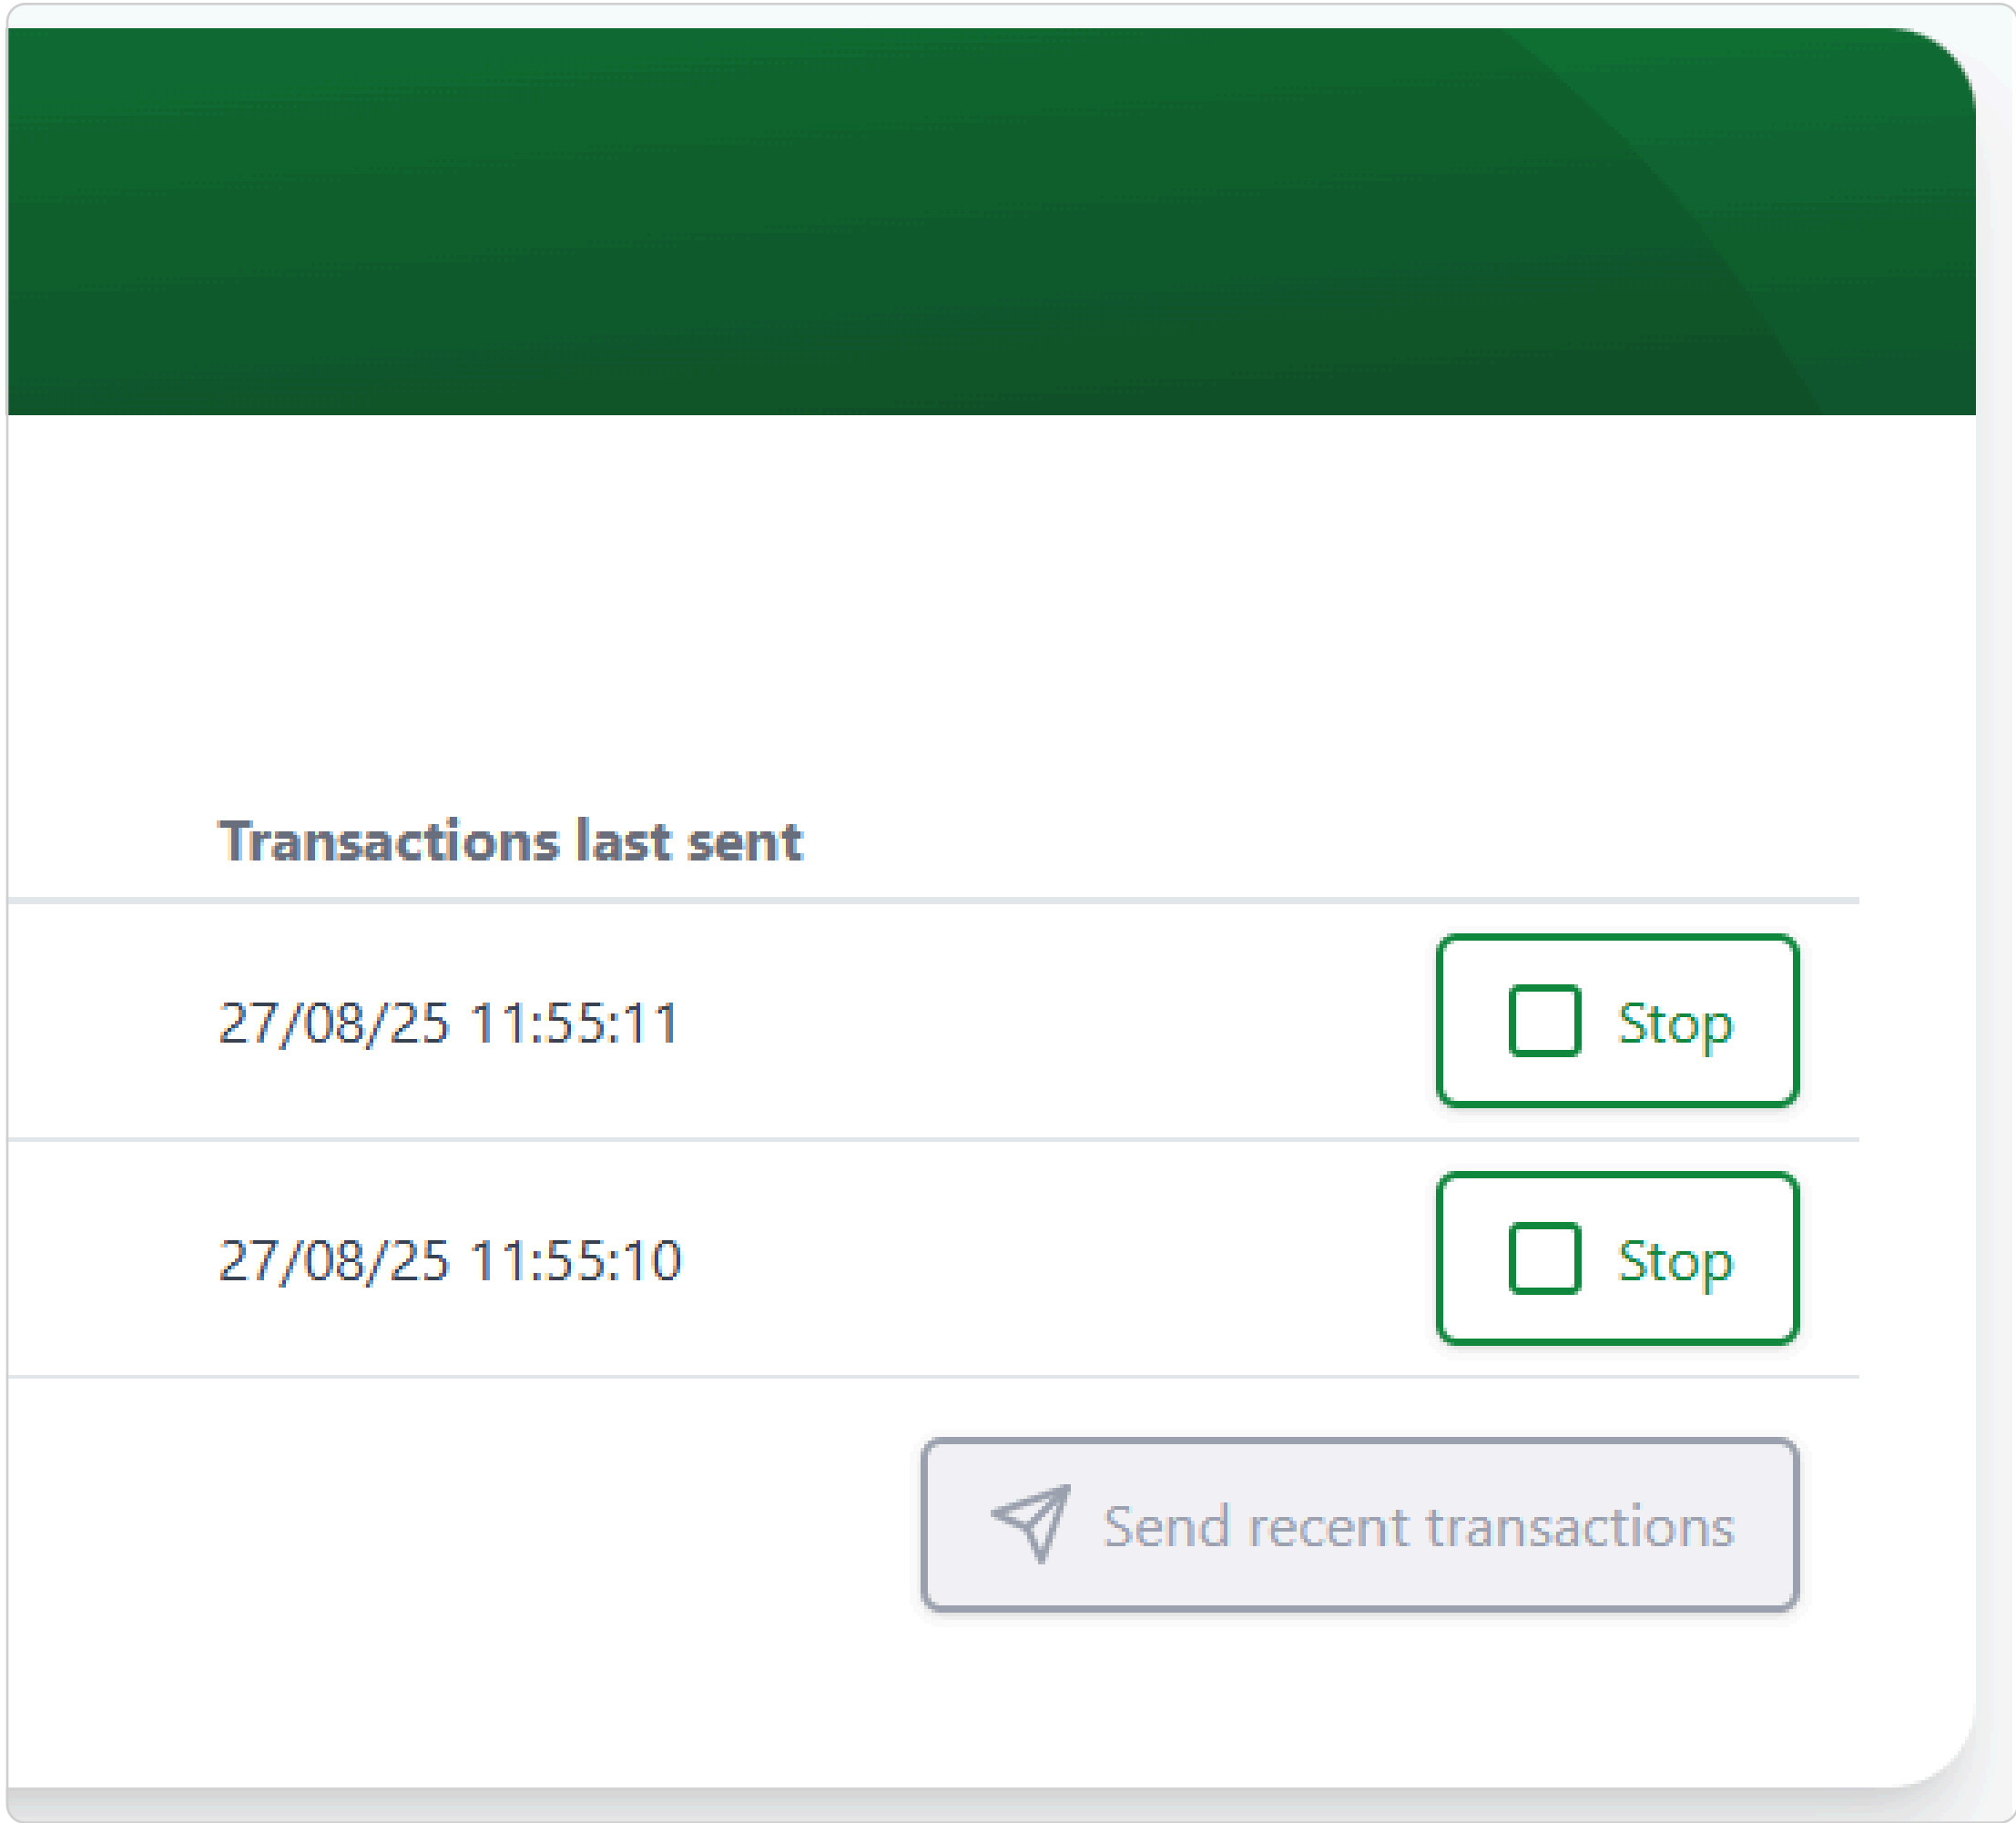 Transactions last sent
27/08/25 11:55:11
Stop
27/08/25 11:55:10
Stop
Send recent transactions